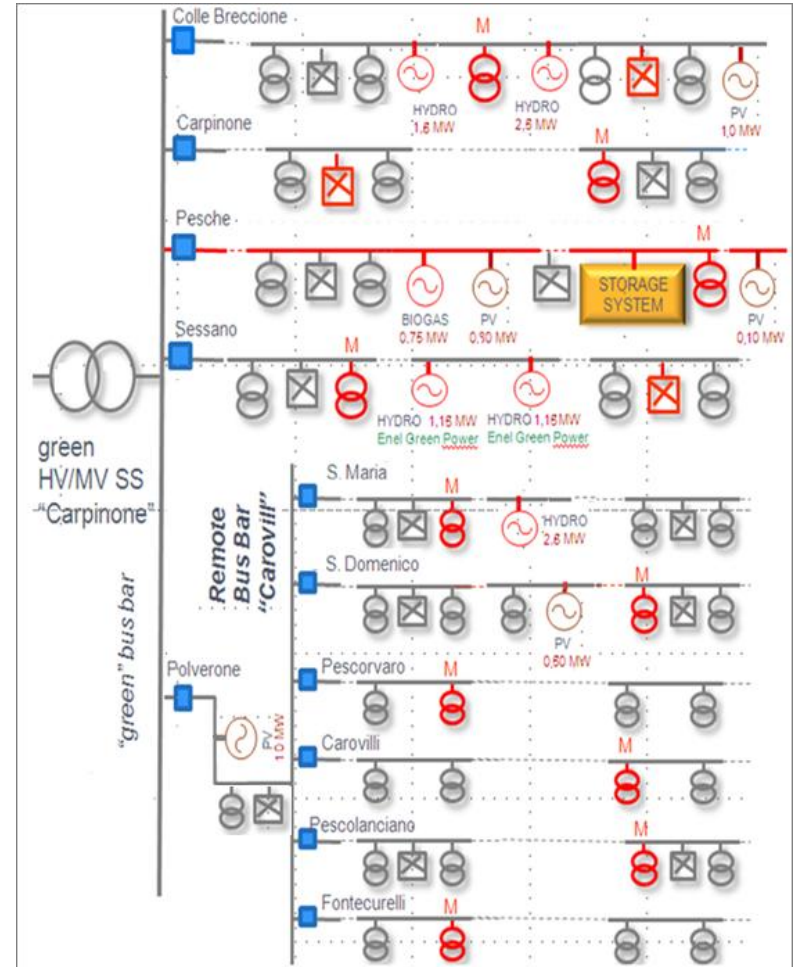 Colle Breccione
M
HYDRO
1,6 MW
HYDRO
2,6 MW
PV
1,0 MW
Carpinone
M
Pesche
M
STORAGE
SYSTEM
BIOGAS
0,75 MW
PV
0,90 MW
PV
0,10 MW
Sessano
M
HYDRO 1,16 MW
Enel Green Power
HYDRO 1,16 MW
Enel Green Power
green
HV/MV SS
"Carpinone"
"green" bus bar
Remote
Bus Bar
"Carovill"
S. Maria
M
HYDRO
2,6 MW
S. Domenico
M
PV
0,60 MW
Polverone
PV
Pescorvaro
M
Carovilli
M
Pescolanciano
M
Fontecurelli
M